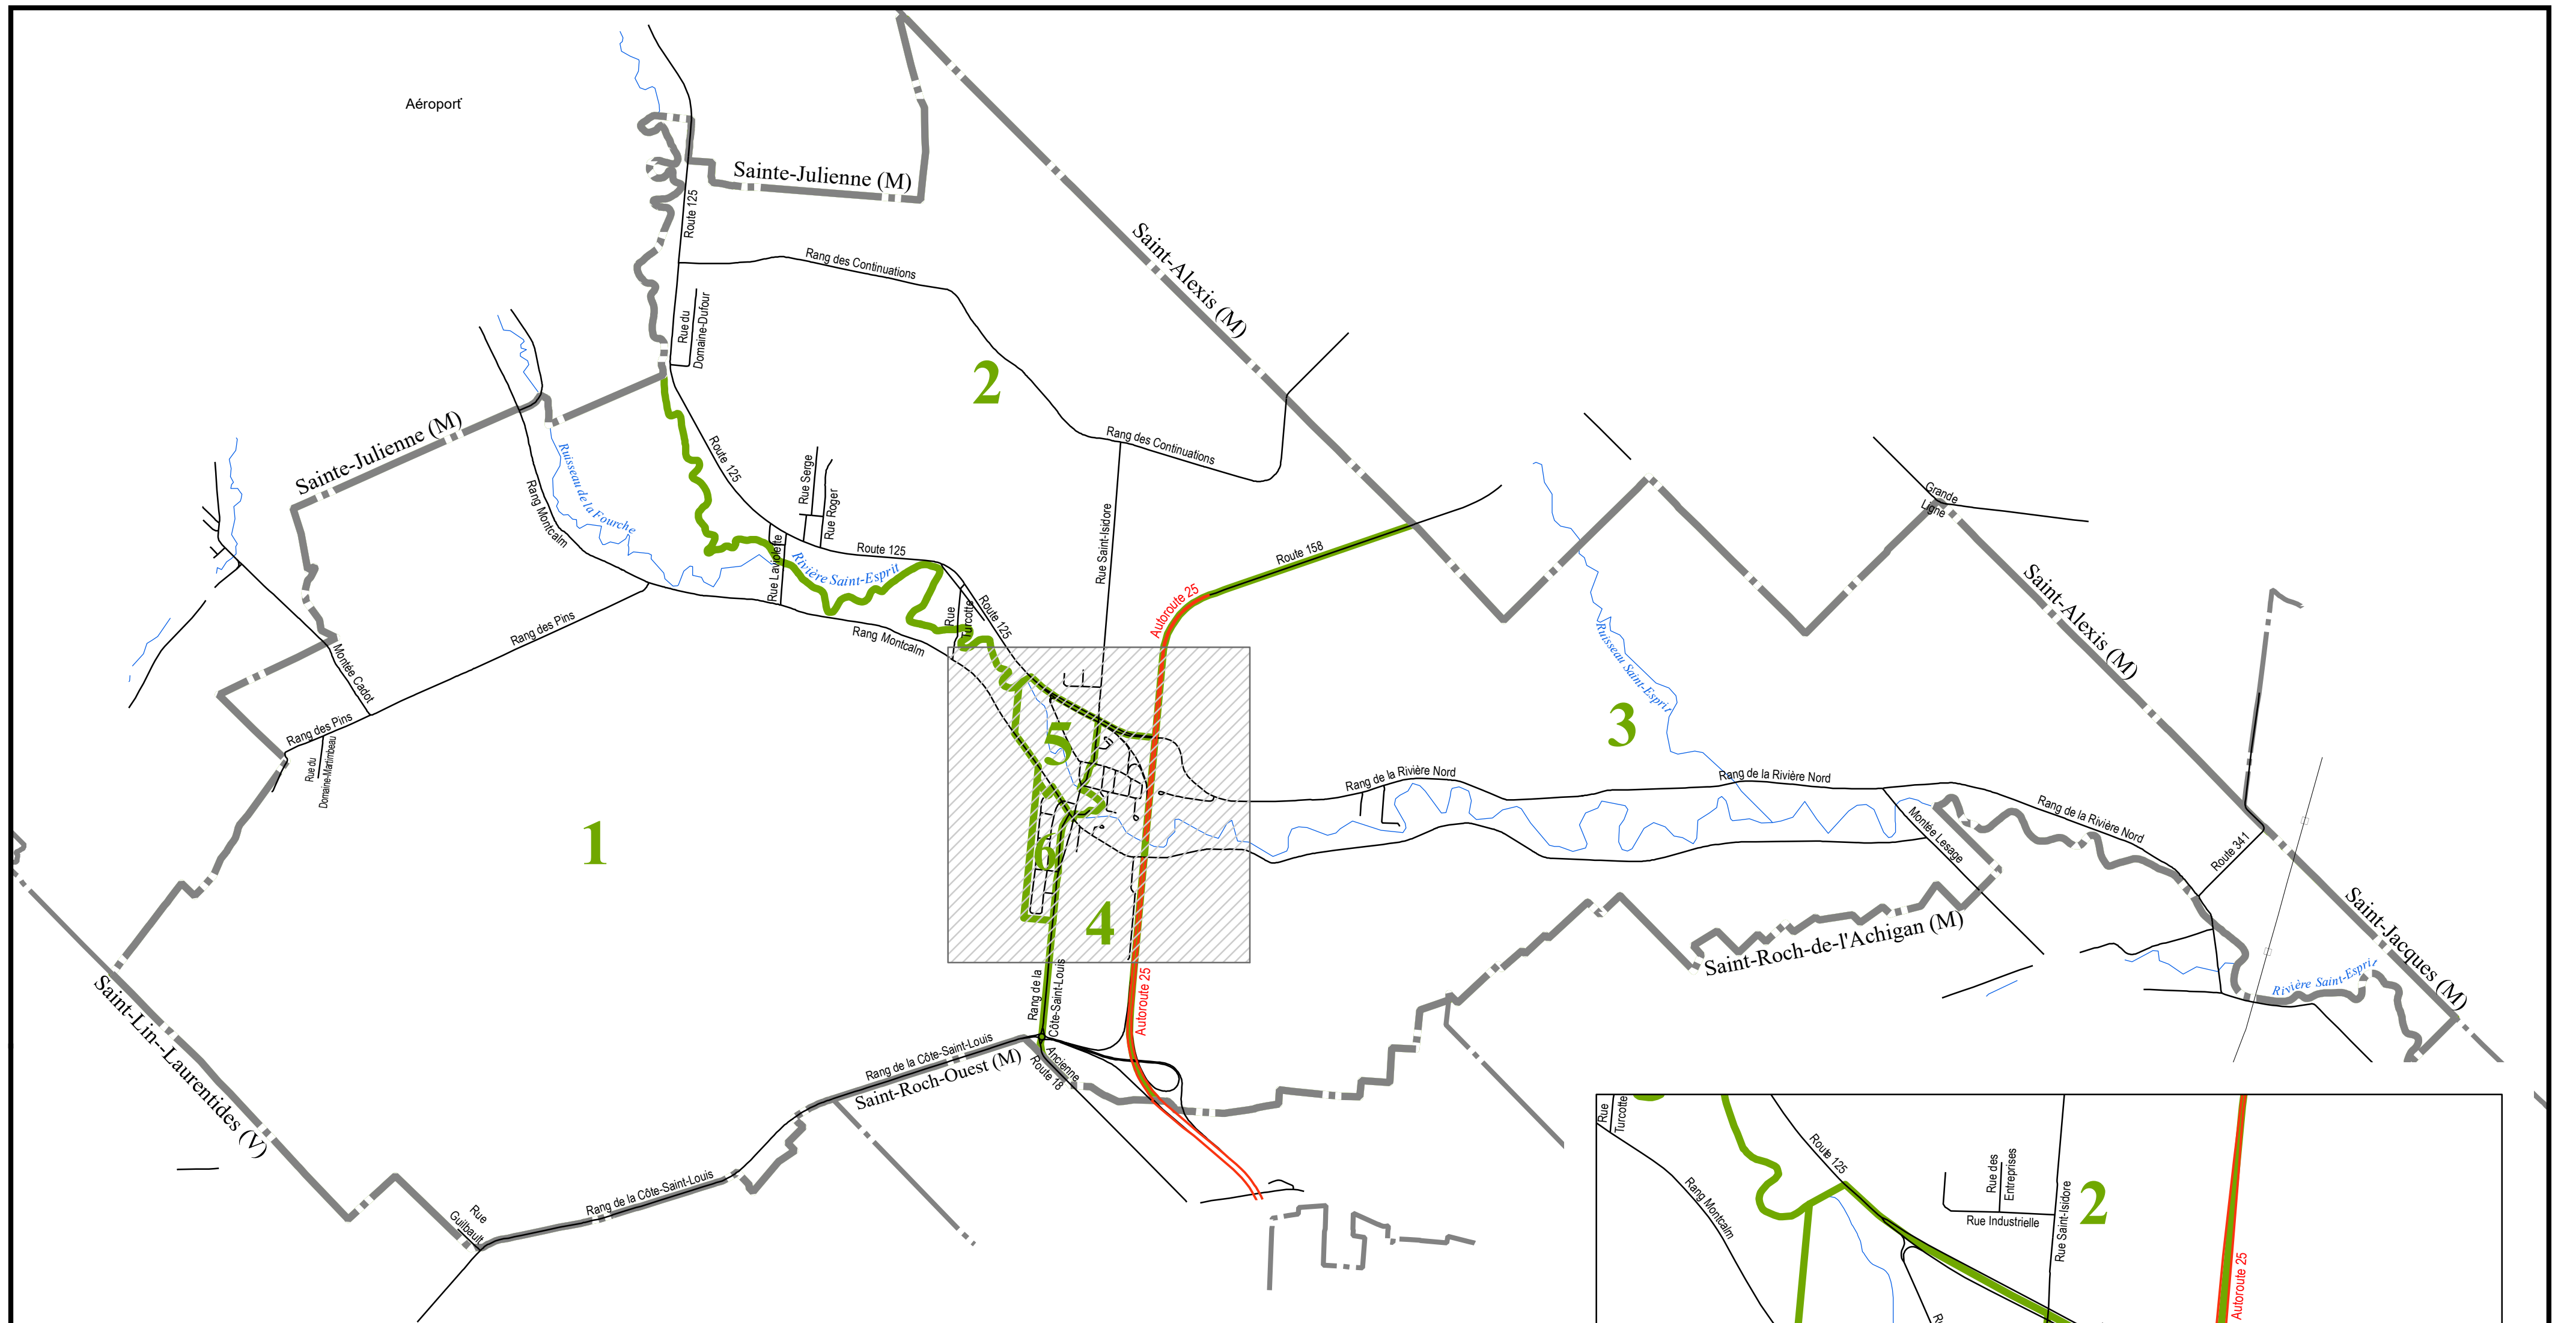 Aéroport
Sainte-Julienne (M)
Route 125
Rang des Continuations
Saint-Alexis (M)
Rue du
Domaine-Dufour
2
Sainte-Julienne (M)
Ruisseau de la Fourche
Rang Montcalm
Route 125
Rue Serge
Rue Roger
Rang des Continuations
Rue Saint-Isidore
Route 158
Grande
Ligne
Route 125
Rue Laviolette
Rivière Saint-Esprit
Autoroute 25
Saint-Alexis (M)
Rue
Turcotte
Route 125
Rang des Pins
Rang Montcalm
Montée Cadot
Ruisseau Saint-Esprit
3
Rang des Pins
Rue du
Domaine-Martimbeau
5
Rang de la Rivière Nord
Rang de la Rivière Nord
Rang de la Rivière Nord
1
6
Montée Lesage
Route 341
4
Saint-Roch-de-l'Achigan (M)
Saint-Jacques (M)
Rivière Saint-Esprit
Saint-Lin--Laurentides (V)
Rang de la
Côte-Saint-Louis
Autoroute 25
Rang de la Côte-Saint-Louis
Saint-Roch-Ouest (M)
Ancienne
Route 18
Rang de la Côte-Saint-Louis
Rue
Guilbault
Rue
Turcotte
Route 125
Rang Montcalm
Rue des
Entreprises
Rue Industrielle
Rue Saint-Isidore
2
Autoroute 25